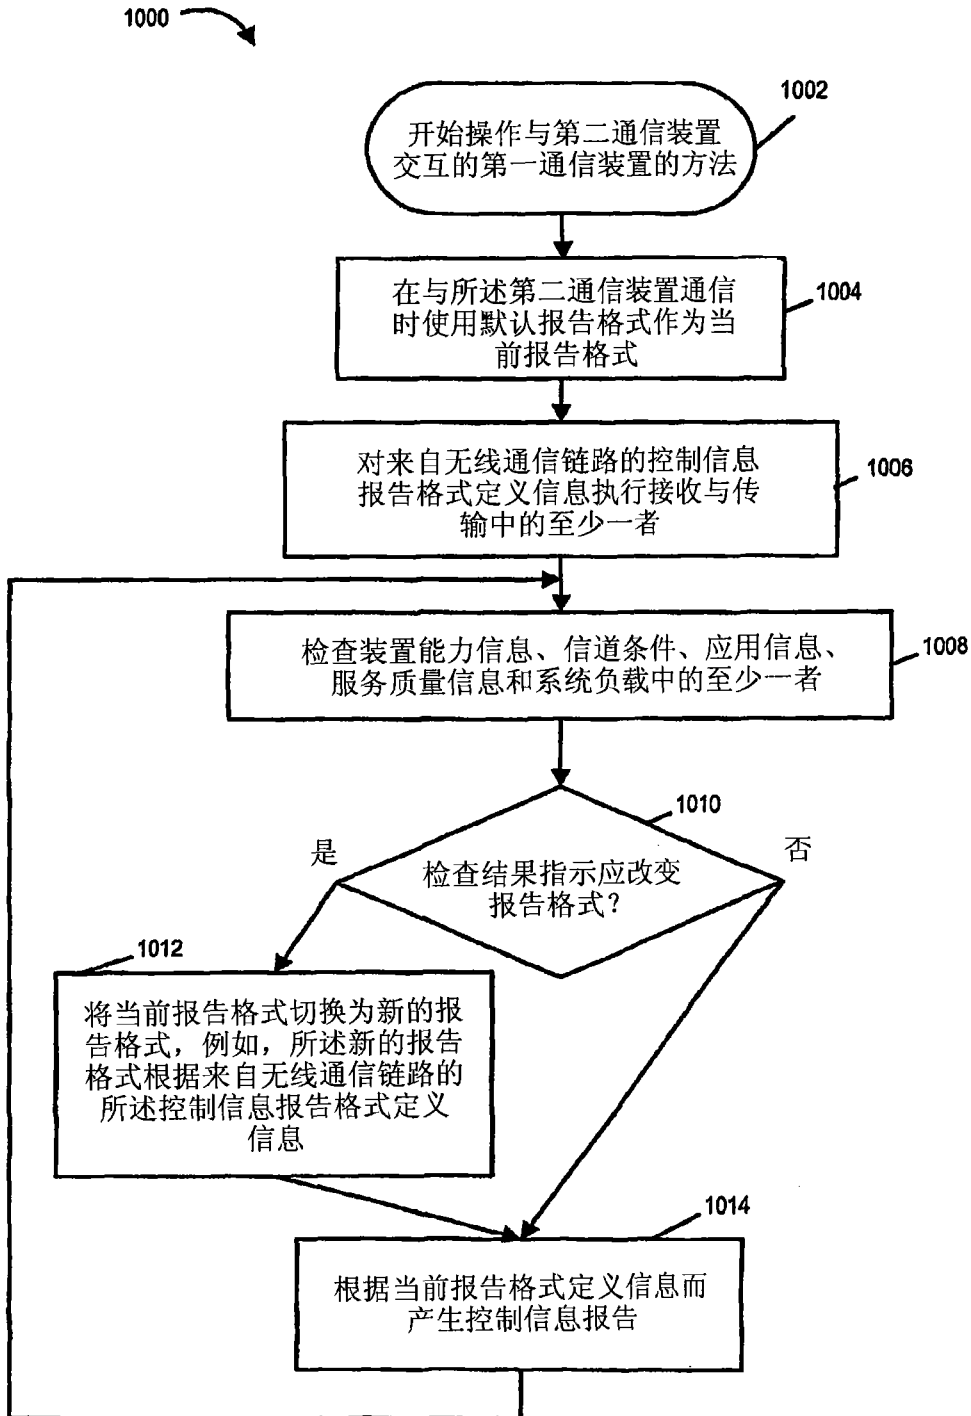 1000
1002
开始操作与第二通信装置
交互的第一通信装置的方法
1004
在与所述第二通信装置通信
时使用默认报告格式作为当
前报告格式
1006
对来自无线通信链路的控制信息
报告格式定义信息执行接收与传
输中的至少一者
1008
检查装置能力信息、信道条件、应用信息、
服务质量信息和系统负载中的至少一者
1010
是
否
检查结果指示应改变
报告格式?
1012
将当前报告格式切换为新的报
告格式，例如，所述新的报告
格式根据来自无线通信链路的
所述控制信息报告格式定义
信息
1014
根据当前报告格式定义信息而
产生控制信息报告